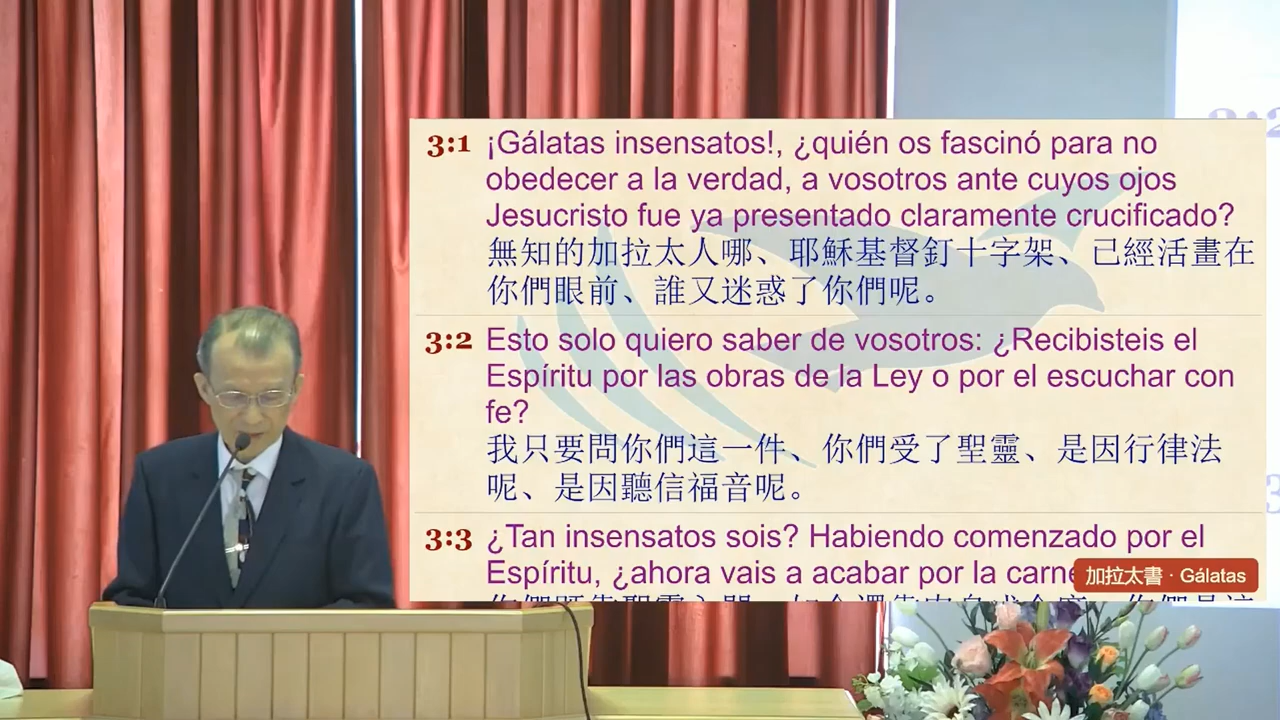 3:1 ¡Gálatas insensatos!, ¿quién os fascinó para no
obedecer a la verdad, a vosotros ante cuyos ojos
Jesucristo fue ya presentado claramente crucificado?
無知的加拉太人哪、耶穌基督釘十字架、已經活畫在
你們眼前、誰又迷惑了你們呢。
3:2 Esto solo quiero saber de vosotros: ¿Recibisteis el
Espíritu por las obras de la Ley o por el escuchar con
fe?
我只要問你們這一件、你們受了聖靈、是因行律法
呢、是因聽信福音呢。
3:3 ¿Tan insensatos sois? Habiendo comenzado por el
Espíritu, ¿ahora vais a acabar por la carne
加拉太書 · Gálatas